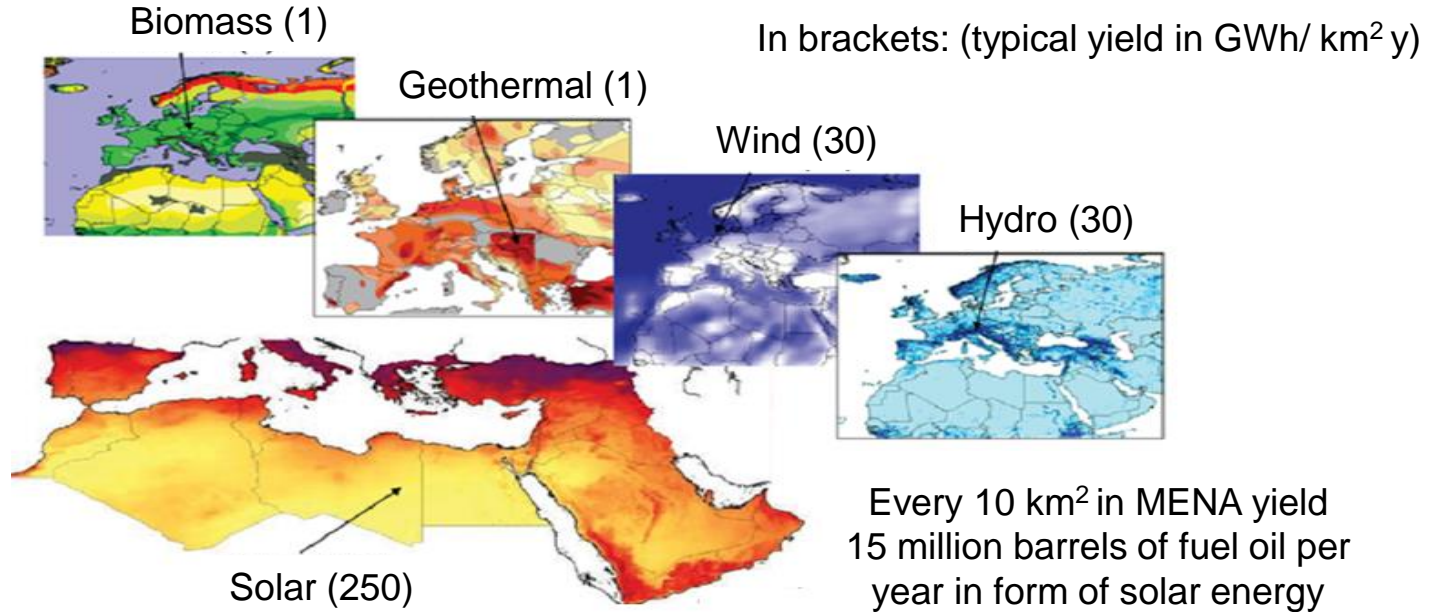 Biomass (1)
In brackets: (typical yield in GWh/ km² y)
Geothermal (1)
Wind (30)
Hydro (30)
Solar (250)
Every 10 km² in MENA yield
15 million barrels of fuel oil per
year in form of solar energy